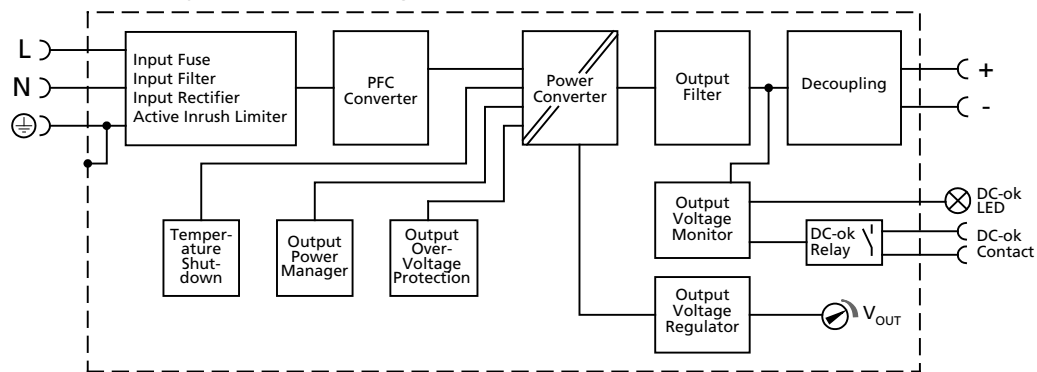 L
N
Input Fuse
Input Filter
Input Rectifier
Active Inrush Limiter
PFC
Converter
Power
Converter
Output
Filter
Decoupling
+
-
Temper-
ature
Shut-
down
Output
Power
Manager
Output
Over-
Voltage
Protection
Output
Voltage
Monitor
DC-ok
Relay
DC-ok
LED
DC-ok
Contact
Output
Voltage
Regulator
VOUT